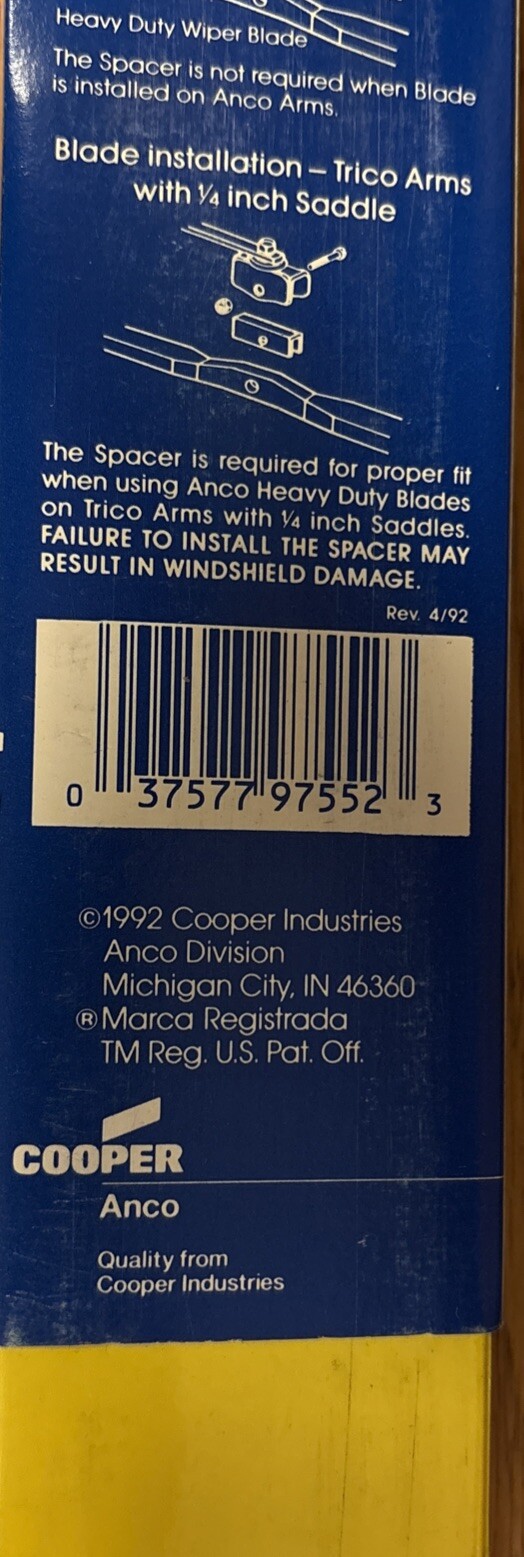 Heavy Duty Wiper Blade
The Spacer is not required when Blade
is installed on Anco Arms.
Blade installation – Trico Arms
with ¼ inch Saddle
The Spacer is required for proper fit
when using Anco Heavy Duty Blades
on Trico Arms with ¼ inch Saddles.
FAILURE TO INSTALL THE SPACER MAY
RESULT IN WINDSHIELD DAMAGE.
Rev. 4/92
0 37577 97552 3
©1992 Cooper Industries
Anco Division
Michigan City, IN 46360
®Marca Registrada
TM Reg. U.S. Pat. Off.
COOPER
Anco
Quality from
Cooper Industries